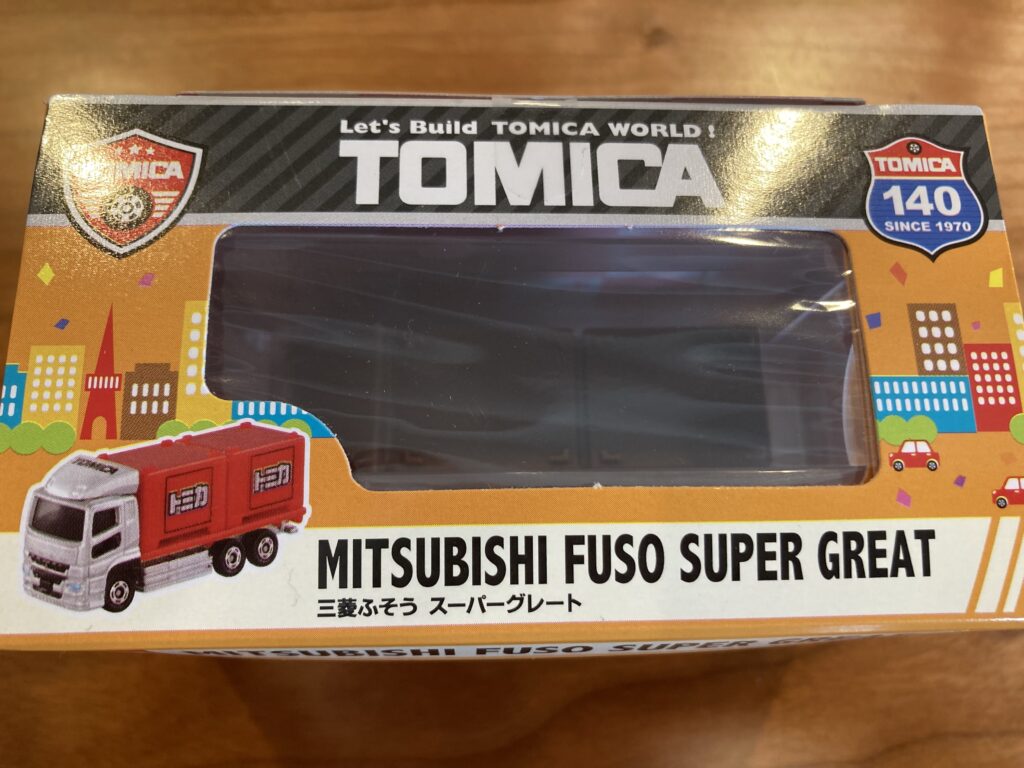 Let's Build TOMICA WORLD!
TOMICA
TOMICA
TOMICA
140
SINCE 1970
TOMICA
トミカ
トミカ
MITSUBISHI FUSO SUPER GREAT
三菱ふそう スーパーグレート
MITSUBISHI FUSO SUPER GREAT